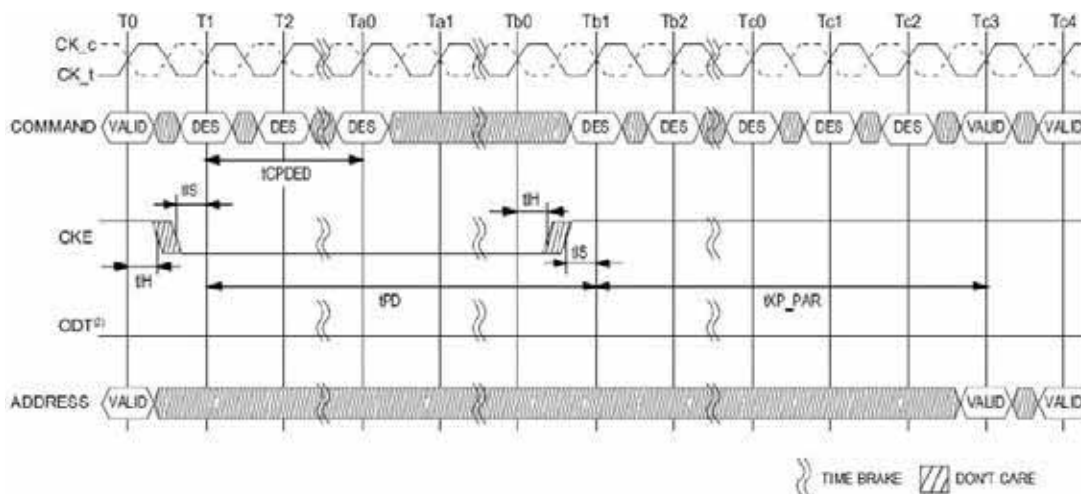 T0 T1 T2 Ta0 Ta1 Tb0 Tb1 Tb2 Tc0 Tc1 Tc2 Tc3 Tc4
CK_c
CK_t
COMMAND VALID DES DES DES DES DES DES DES DES VALID VALID
tCPDED
tIS tIH
CKE
tIH tIS
tPD tXP_PAR
ODT(2)
ADDRESS VALID VALID VALID
TIME BRAKE DON'T CARE